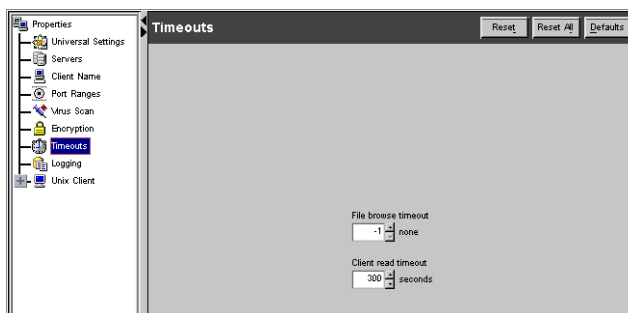 Properties
Universal Settings
Servers
Client Name
Port Ranges
Virus Scan
Encryption
Timeouts
Logging
Unix Client
Timeouts
Reset
Reset All
Defaults
File browse timeout
-1 none
Client read timeout
300 seconds